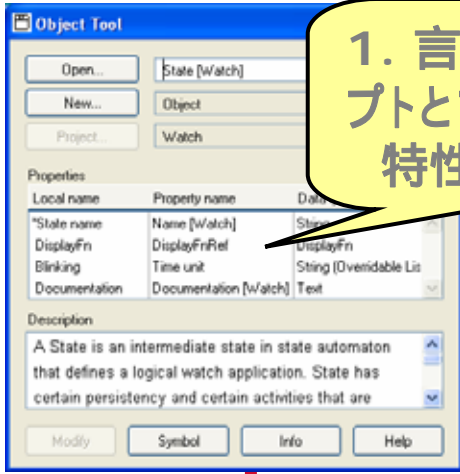 Object Tool
Open... State [Watch]
New... Object
Project... Watch
Properties
Local name Property name
*State name Name [Watch] String
DisplayFn DisplayFnRef DisplayFn
Blinking Time unit String (Overridable Lis
Documentation Documentation [Watch] Text
Description
A State is an intermediate state in state automaton
that defines a logical watch application. State has
certain persistency and certain activities that are
Modify Symbol Info Help
1. 言
プトと
特性